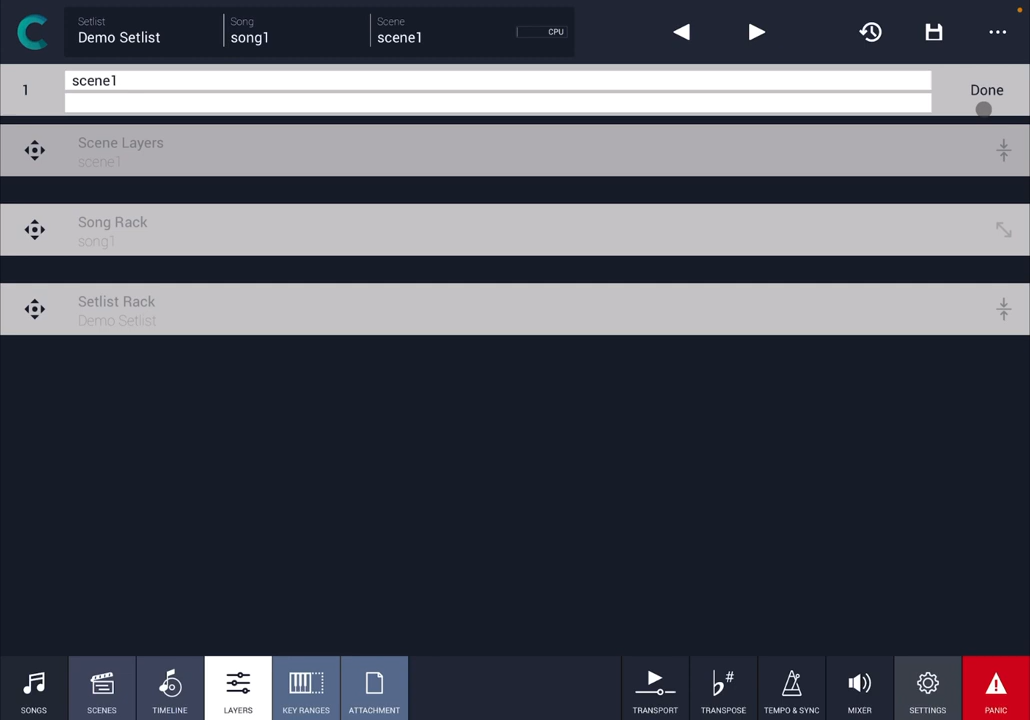 Setlist
Demo Setlist
Song
song1
Scene
scene1
CPU
1
scene1
Done
Scene Layers
scene1
Song Rack
song1
Setlist Rack
Demo Setlist
SONGS
SCENES
TIMELINE
LAYERS
KEY RANGES
ATTACHMENT
TRANSPORT
TRANSPOSE
TEMPO & SYNC
MIXER
SETTINGS
PANIC